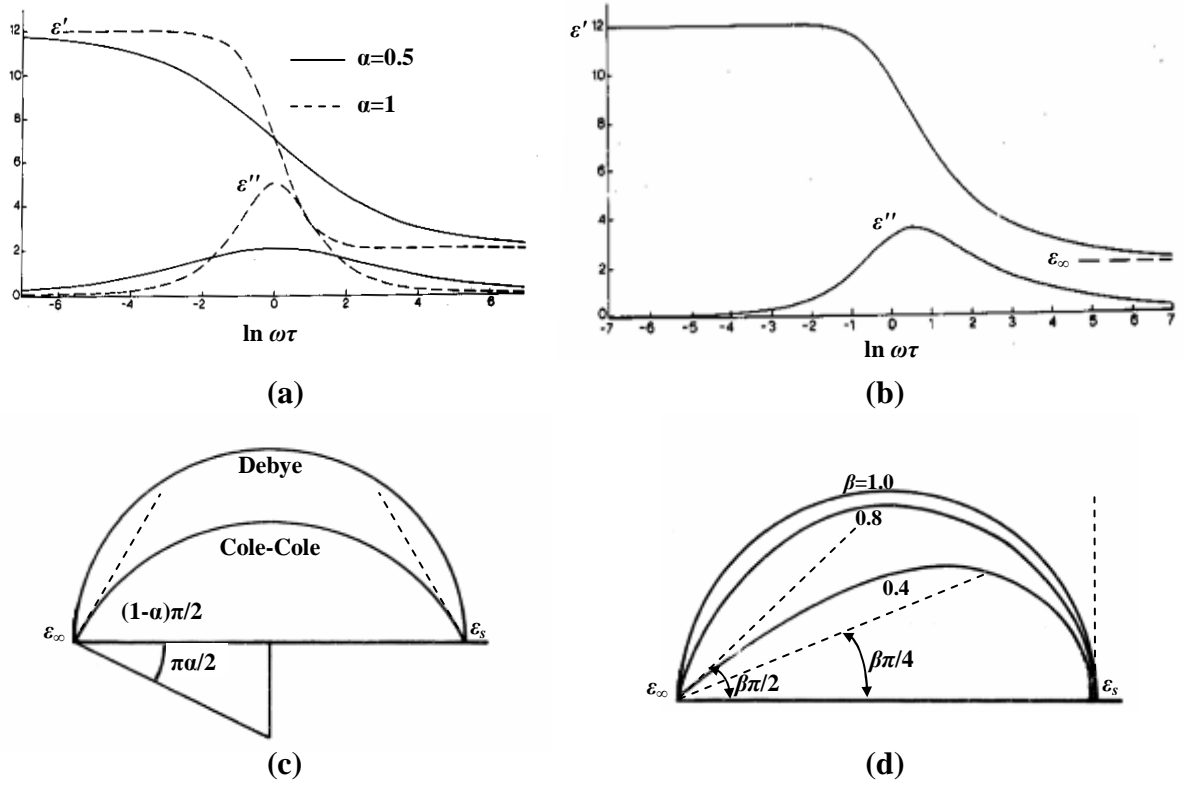 12
10
8
6
4
2
0
ε′
ε′′
α=0.5
α=1
-6
-4
-2
0
2
4
6
ln ωτ
(a)
ε′
12
10
8
6
4
2
0
ε′′
ε∞
-7
-6
-5
-4
-3
-2
-1
0
1
2
3
4
5
6
7
ln ωτ
(b)
Debye
Cole-Cole
(1-α)π/2
ε∞
εs
πα/2
(c)
β=1.0
0.8
0.4
βπ/4
βπ/2
ε∞
εs
(d)